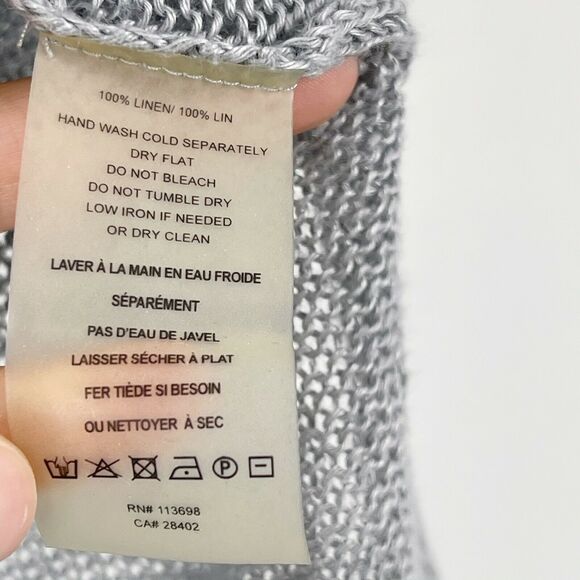 100% LINEN/ 100% LIN
HAND WASH COLD SEPARATELY
DRY FLAT
DO NOT BLEACH
DO NOT TUMBLE DRY
LOW IRON IF NEEDED
OR DRY CLEAN
LAVER À LA MAIN EN EAU FROIDE
SÉPARÉMENT
PAS D'EAU DE JAVEL
LAISSER SÉCHER À PLAT
FER TIÈDE SI BESOIN
OU NETTOYER À SEC
P
RN# 113698
CA# 28402